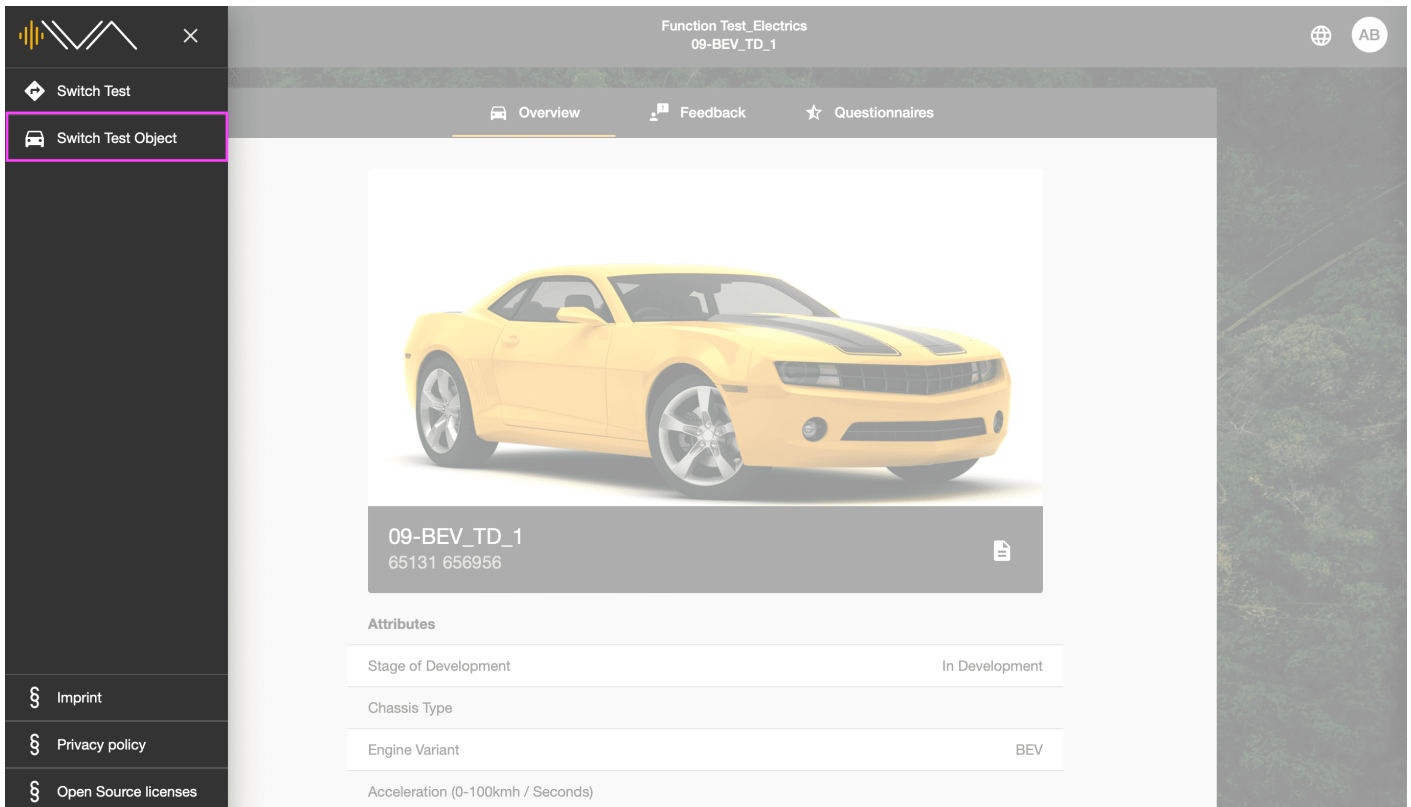 Switch Test
Switch Test Object
Imprint
Privacy policy
Open Source licenses
Function Test_Electrics
09-BEV_TD_1
AB
Overview
Feedback
Questionnaires
09-BEV_TD_1
65131 656956
Attributes
Stage of Development In Development
Chassis Type
Engine Variant BEV
Acceleration (0-100kmh / Seconds)